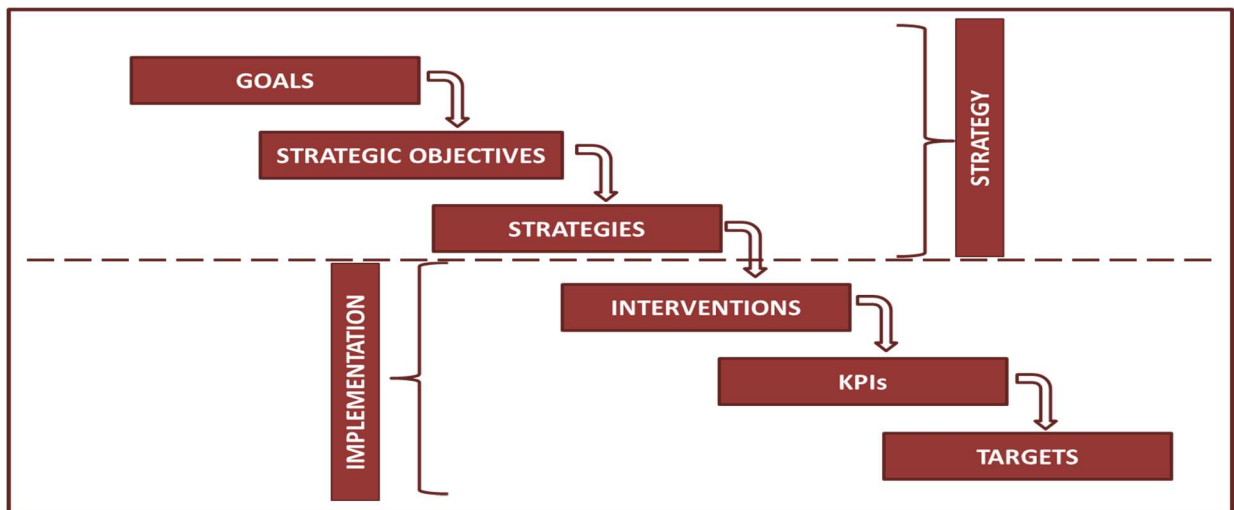 GOALS
STRATEGIC OBJECTIVES
STRATEGIES
STRATEGY
IMPLEMENTATION
INTERVENTIONS
KPIs
TARGETS